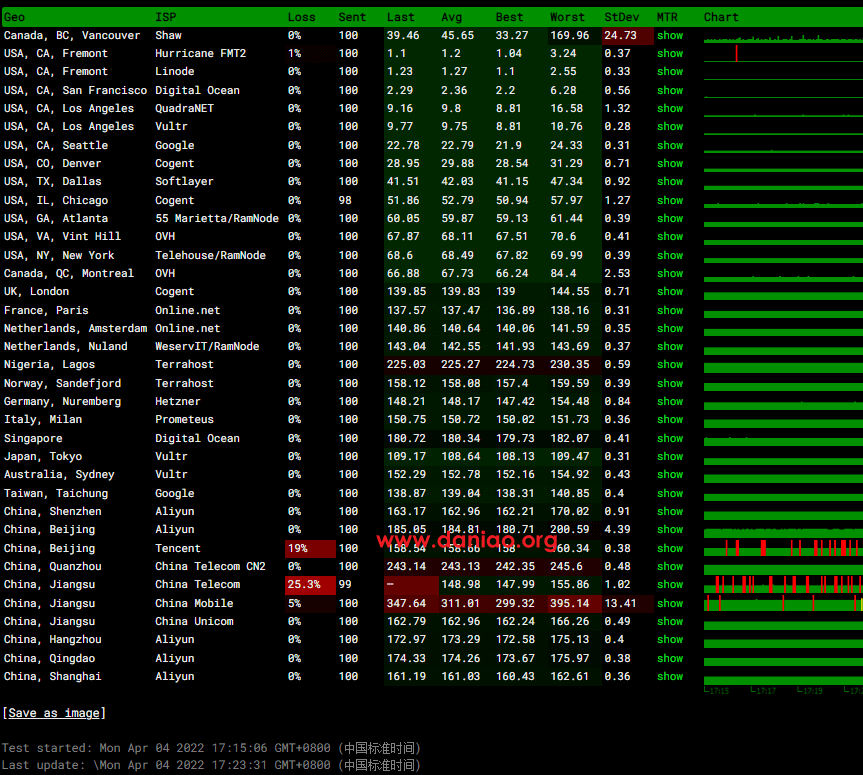 Geo ISP Loss Sent Last Avg Best Worst StDev MTR Chart
Canada, BC, Vancouver Shaw 0% 100 39.46 45.65 33.27 169.96 24.73 show
USA, CA, Fremont Hurricane FMT2 1% 100 1.1 1.2 1.04 3.24 0.37 show
USA, CA, Fremont Linode 0% 100 1.23 1.27 1.1 2.55 0.33 show
USA, CA, San Francisco Digital Ocean 0% 100 2.29 2.36 2.2 6.28 0.56 show
USA, CA, Los Angeles QuadraNET 0% 100 9.16 9.8 8.81 16.58 1.32 show
USA, CA, Los Angeles Vultr 0% 100 9.77 9.75 8.81 10.76 0.28 show
USA, CA, Seattle Google 0% 100 22.78 22.79 21.9 24.33 0.31 show
USA, CO, Denver Cogent 0% 100 28.95 29.88 28.54 31.29 0.71 show
USA, TX, Dallas Softlayer 0% 100 41.51 42.03 41.15 47.34 0.92 show
USA, IL, Chicago Cogent 0% 98 51.86 52.79 50.94 57.97 1.27 show
USA, GA, Atlanta 55 Marietta/RamNode 0% 100 60.05 59.87 59.13 61.44 0.39 show
USA, VA, Vint Hill OVH 0% 100 67.87 68.11 67.51 70.6 0.41 show
USA, NY, New York Telehouse/RamNode 0% 100 68.6 68.49 67.82 69.99 0.39 show
Canada, QC, Montreal OVH 0% 100 66.88 67.73 66.24 84.4 2.53 show
UK, London Cogent 0% 100 139.85 139.83 139 144.55 0.71 show
France, Paris Online.net 0% 100 137.57 137.47 136.89 138.16 0.31 show
Netherlands, Amsterdam Online.net 0% 100 140.86 140.64 140.06 141.59 0.35 show
Netherlands, Nuland WeservIT/RamNode 0% 100 143.04 142.55 141.93 143.69 0.37 show
Nigeria, Lagos Terrahost 0% 100 225.03 225.27 224.73 230.35 0.59 show
Norway, Sandefjord Terrahost 0% 100 158.12 158.08 157.4 159.59 0.39 show
Germany, Nuremberg Hetzner 0% 100 148.21 148.17 147.42 154.48 0.84 show
Italy, Milan Prometeus 0% 100 150.75 150.72 150.02 151.73 0.36 show
Singapore Digital Ocean 0% 100 180.72 180.34 179.73 182.07 0.41 show
Japan, Tokyo Vultr 0% 100 109.17 108.64 108.13 109.47 0.31 show
Australia, Sydney Vultr 0% 100 152.29 152.78 152.16 154.92 0.43 show
Taiwan, Taichung Google 0% 100 138.87 139.04 138.31 140.85 0.4 show
China, Shenzhen Aliyun 0% 100 163.17 162.96 162.21 170.02 0.91 show
China, Beijing Aliyun 0% 100 185.05 184.81 180.71 200.59 4.39 show
www.daniao.org
China, Beijing Tencent 19% 100 158.54 158 0.38 show
China, Quanzhou China Telecom CN2 0% 100 243.14 243.13 242.35 245.6 0.48 show
China, Jiangsu China Telecom 25.3% 99 – 148.98 147.99 155.86 1.02 show
China, Jiangsu China Mobile 5% 100 347.64 311.01 299.32 395.14 13.41 show
China, Jiangsu China Unicom 0% 100 162.79 162.96 162.24 166.26 0.49 show
China, Hangzhou Aliyun 0% 100 172.97 173.29 172.58 175.13 0.4 show
China, Qingdao Aliyun 0% 100 174.33 174.26 173.67 175.97 0.38 show
China, Shanghai Aliyun 0% 100 161.19 161.03 160.43 162.61 0.36 show
17:15 17:17 17:19
[Save as image]
Test started: Mon Apr 04 2022 17:15:06 GMT+0800 (中国标准时间)
Last update: \Mon Apr 04 2022 17:23:31 GMT+0800 (中国标准时间)